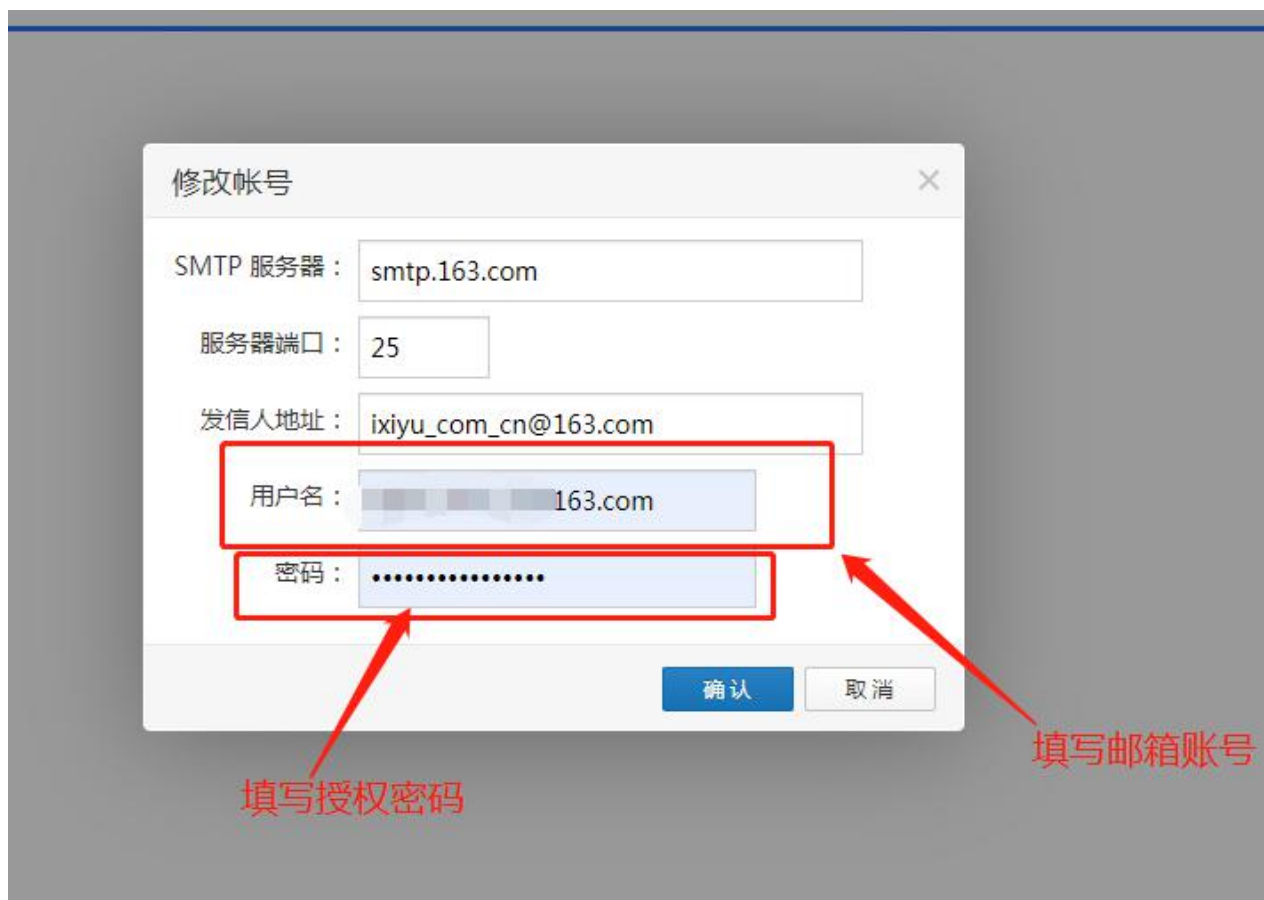 修改帐号
SMTP 服务器：
smtp.163.com
服务器端口：
25
发信人地址：
ixiyu_com_cn@163.com
用户名：
163.com
密码：
••••••••••••••••
确认
取消
填写邮箱账号
填写授权密码